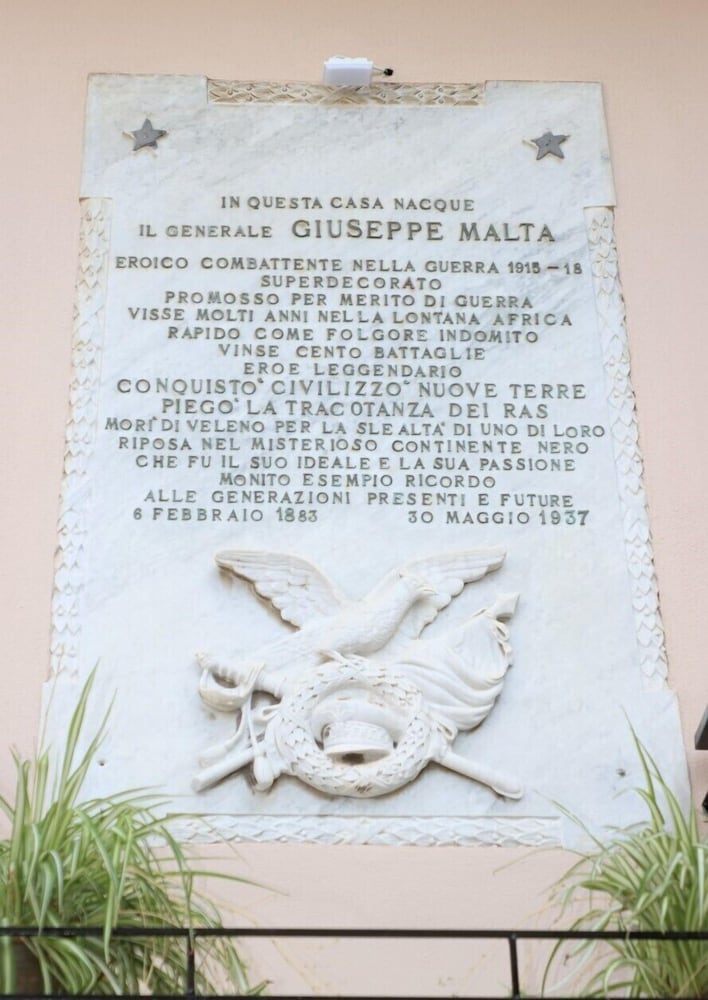 IN QUESTA CASA NACQUE
IL GENERALE GIUSEPPE MALTA
EROICO COMBATTENTE NELLA GUERRA 1915-18
SUPERDECORATO
PROMOSSO PER MERITO DI GUERRA
VISSE MOLTI ANNI NELLA LONTANA AFRICA
RAPIDO COME FOLGORE INDOMITO
VINSE CENTO BATTAGLIE
EROE LEGGENDARIO
CONQUISTO' CIVILIZZO' NUOVE TERRE
PIEGO' LA TRACOTANZA DEI RAS
MORI' DI VELENO PER LA SLEALTA' DI UNO DI LORO
RIPOSA NEL MISTERIOSO CONTINENTE NERO
CHE FU IL SUO IDEALE E LA SUA PASSIONE
MONITO ESEMPIO RICORDO
ALLE GENERAZIONI PRESENTI E FUTURE
6 FEBBRAIO 1883 30 MAGGIO 1937